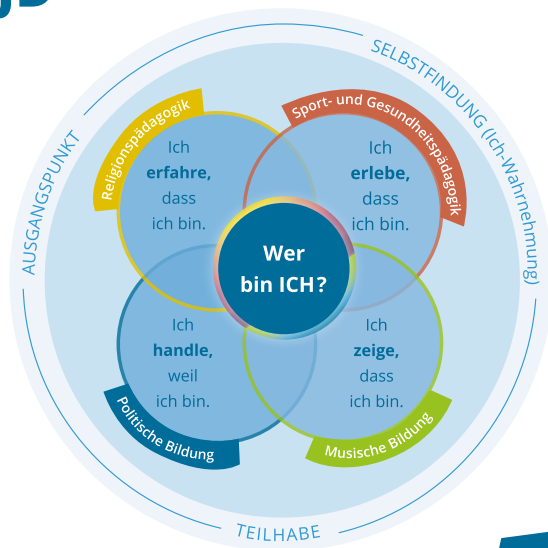 AUSGANGSPUNKT
SELBSTFINDUNG (Ich-Wahrnehmung)
Religionspädagogik
Ich
erfahre,
dass
ich bin.
Sport- und Gesundheitspädagogik
Ich
erlebe,
dass
ich bin.
Wer
bin ICH?
Ich
handle,
weil
ich bin.
Politische Bildung
Ich
zeige,
dass
ich bin.
Musische Bildung
TEILHABE